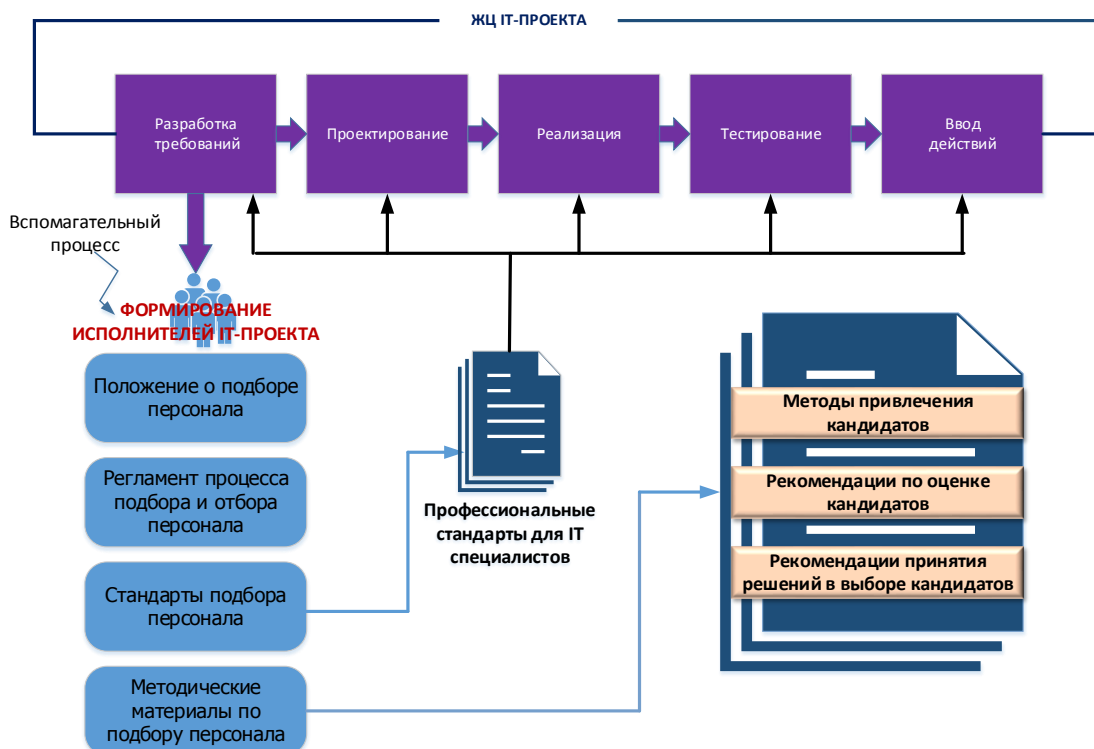 ЖЦ IT-ПРОЕКТА
Разработка
требований
Проектирование
Реализация
Тестирование
Ввод
действий
Вспомагательный
процесс
ФОРМИРОВАНИЕ
ИСПОЛНИТЕЛЕЙ IT-ПРОЕКТА
Положение о подборе
персонала
Регламент процесса
подбора и отбора
персонала
Стандарты подбора
персонала
Методические
материалы по
подбору персонала
Профессиональные
стандарты для IT
специалистов
Методы привлечения
кандидатов
Рекомендации по оценке
кандидатов
Рекомендации принятия
решений в выборе кандидатов